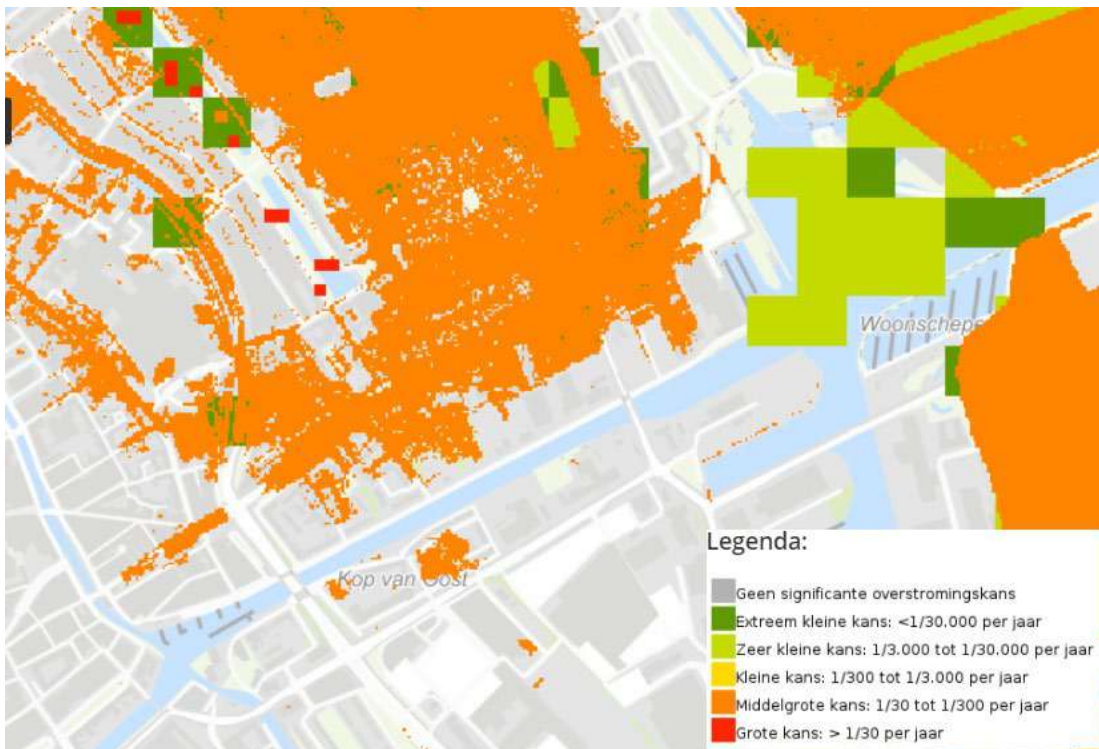 Woonschepe
Kop van Oost
Legenda:
Geen significante overstromingskans
Extreem kleine kans: <1/30.000 per jaar
Zeer kleine kans: 1/3.000 tot 1/30.000 per jaar
Kleine kans: 1/300 tot 1/3.000 per jaar
Middelgrote kans: 1/30 tot 1/300 per jaar
Grote kans: > 1/30 per jaar